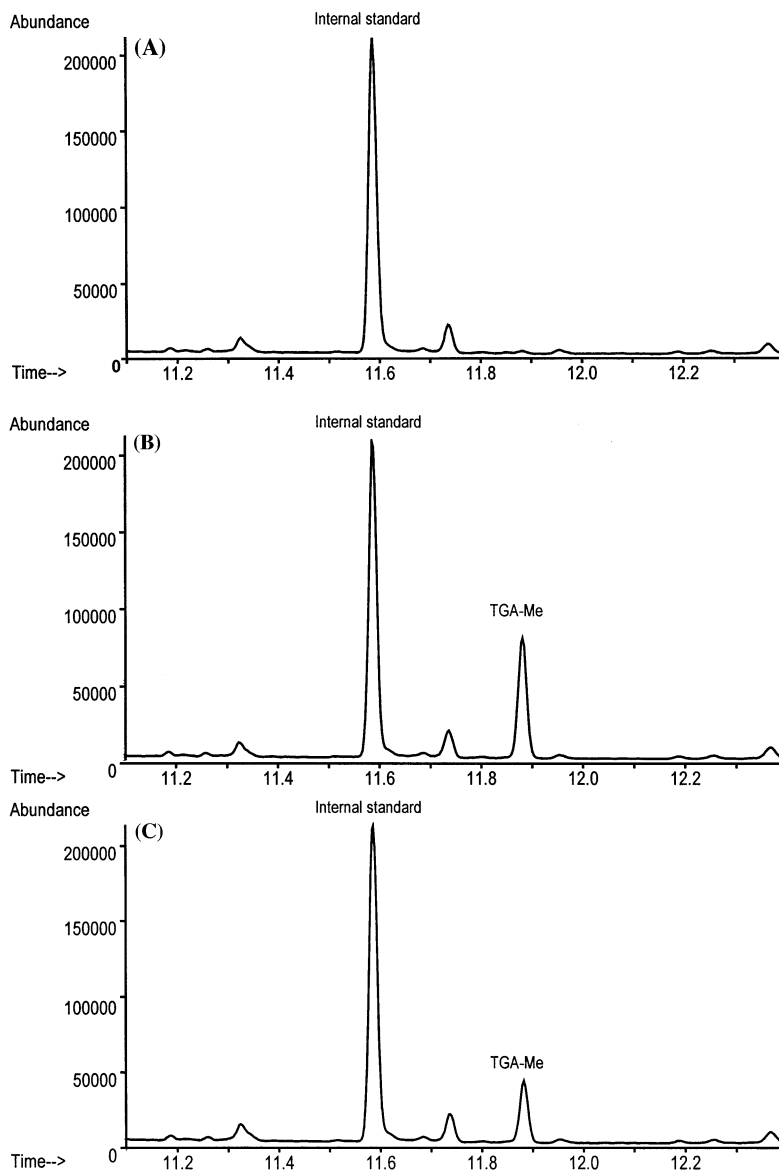 Abundance
Internal standard
(A)
200000
150000
100000
50000
0
Time-->
11.2 11.4 11.6 11.8 12.0 12.2
Abundance
Internal standard
(B)
200000
150000
TGA-Me
100000
50000
0
Time-->
11.2 11.4 11.6 11.8 12.0 12.2
Abundance
Internal standard
(C)
200000
150000
100000
TGA-Me
50000
0
Time-->
11.2 11.4 11.6 11.8 12.0 12.2